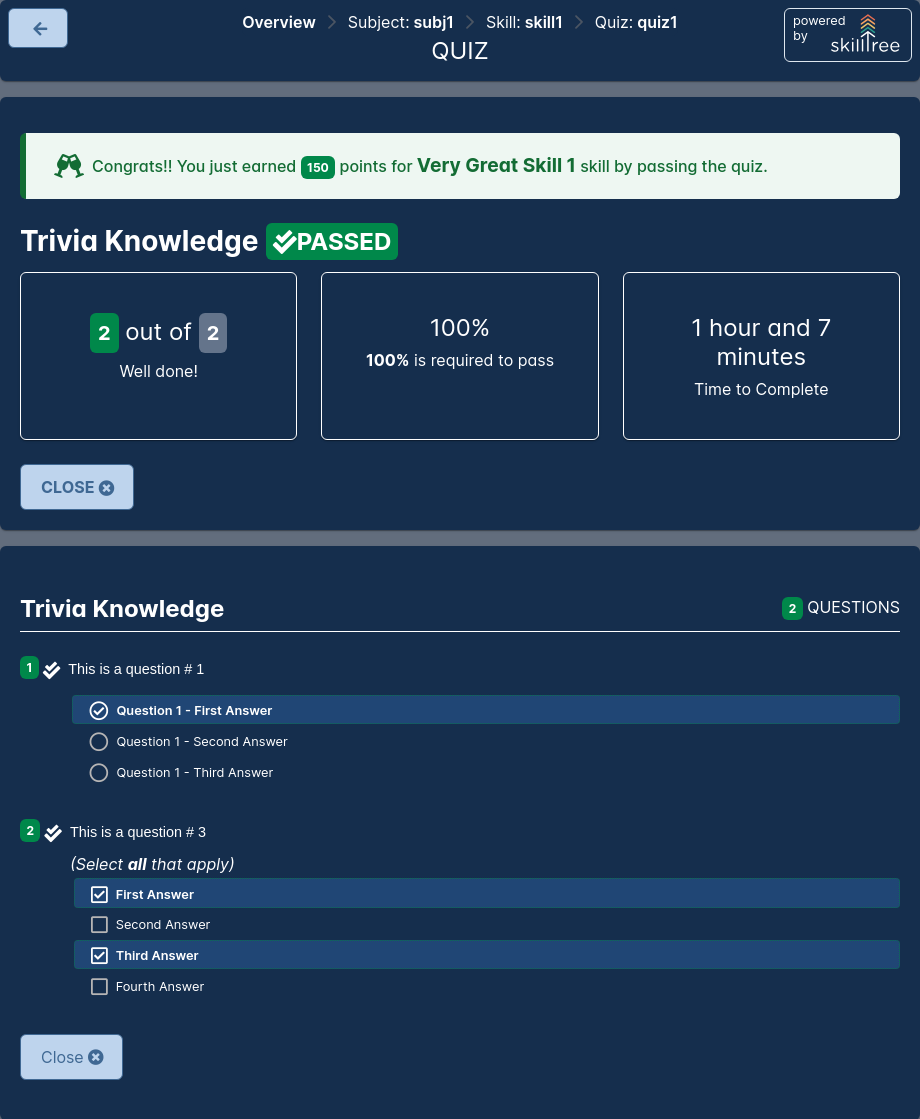 Overview Subject: subj1 Skill: skill1 Quiz: quiz1
QUIZ
powered
by
skilltree
Congrats!! You just earned 150 points for Very Great Skill 1 skill by passing the quiz.
Trivia Knowledge PASSED
2 out of 2
Well done!
100%
100% is required to pass
1 hour and 7
minutes
Time to Complete
CLOSE
Trivia Knowledge
2 QUESTIONS
1 This is a question # 1
Question 1 - First Answer
Question 1 - Second Answer
Question 1 - Third Answer
2 This is a question # 3
(Select all that apply)
First Answer
Second Answer
Third Answer
Fourth Answer
Close